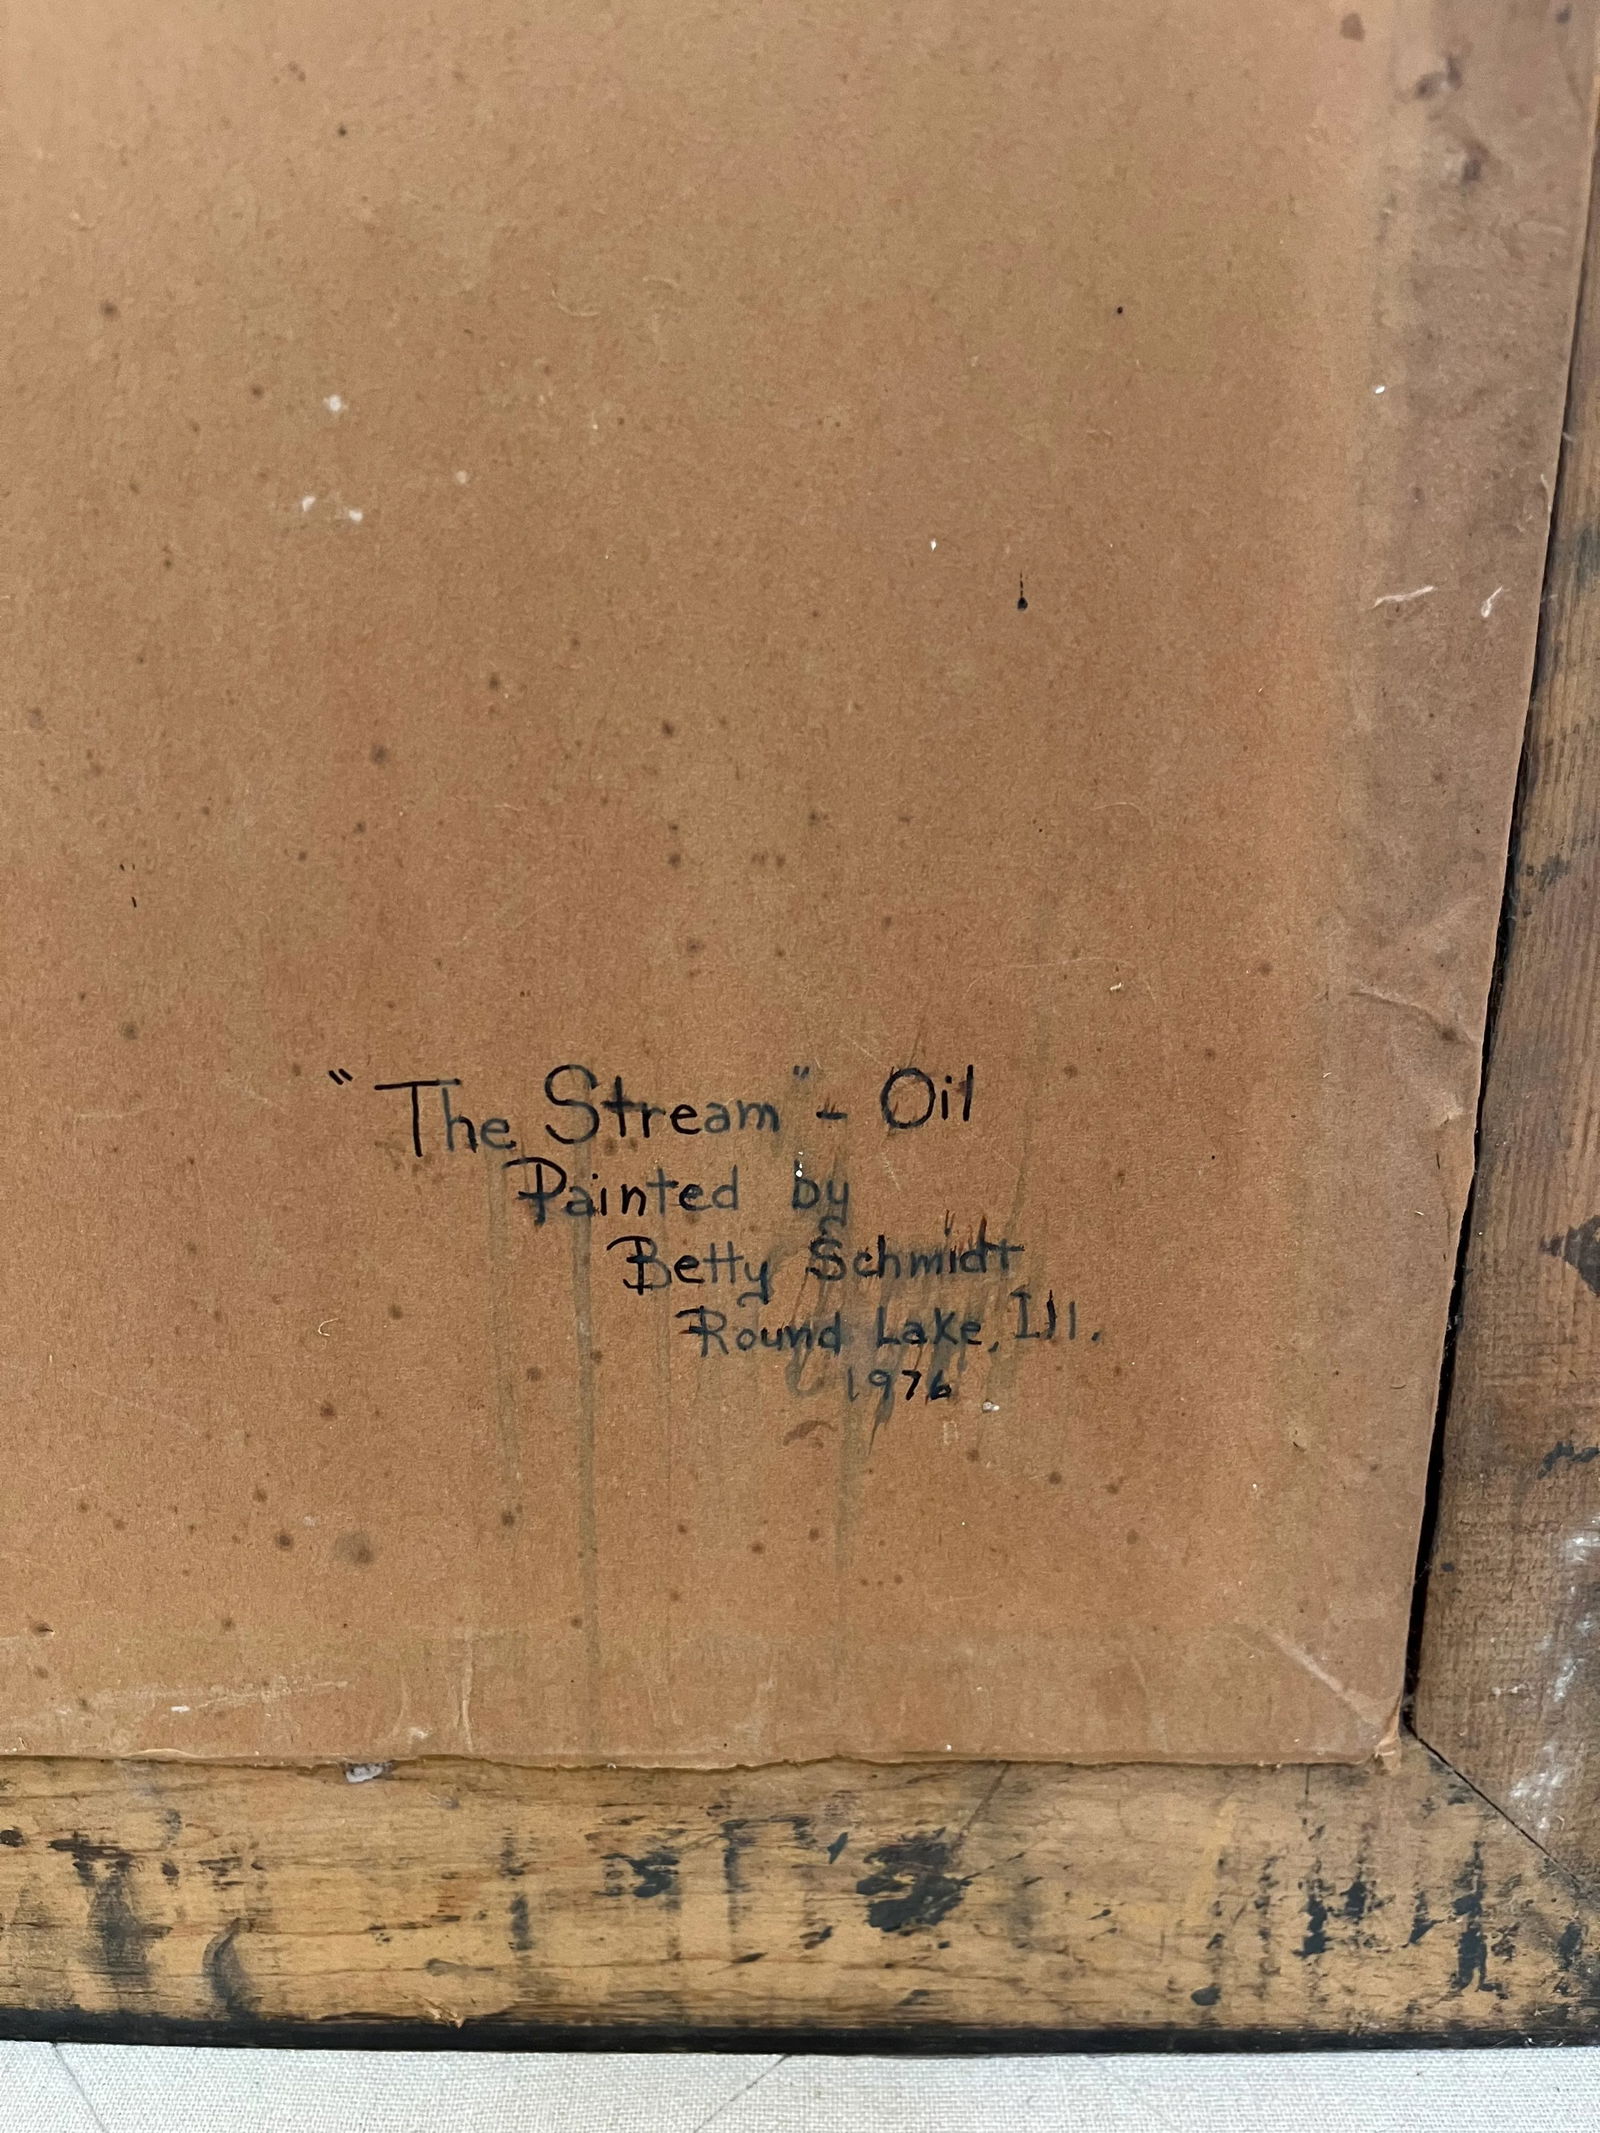 "The Stream" - Oil
Painted by
Betty Schmidt
Round Lake, Ill.
1976